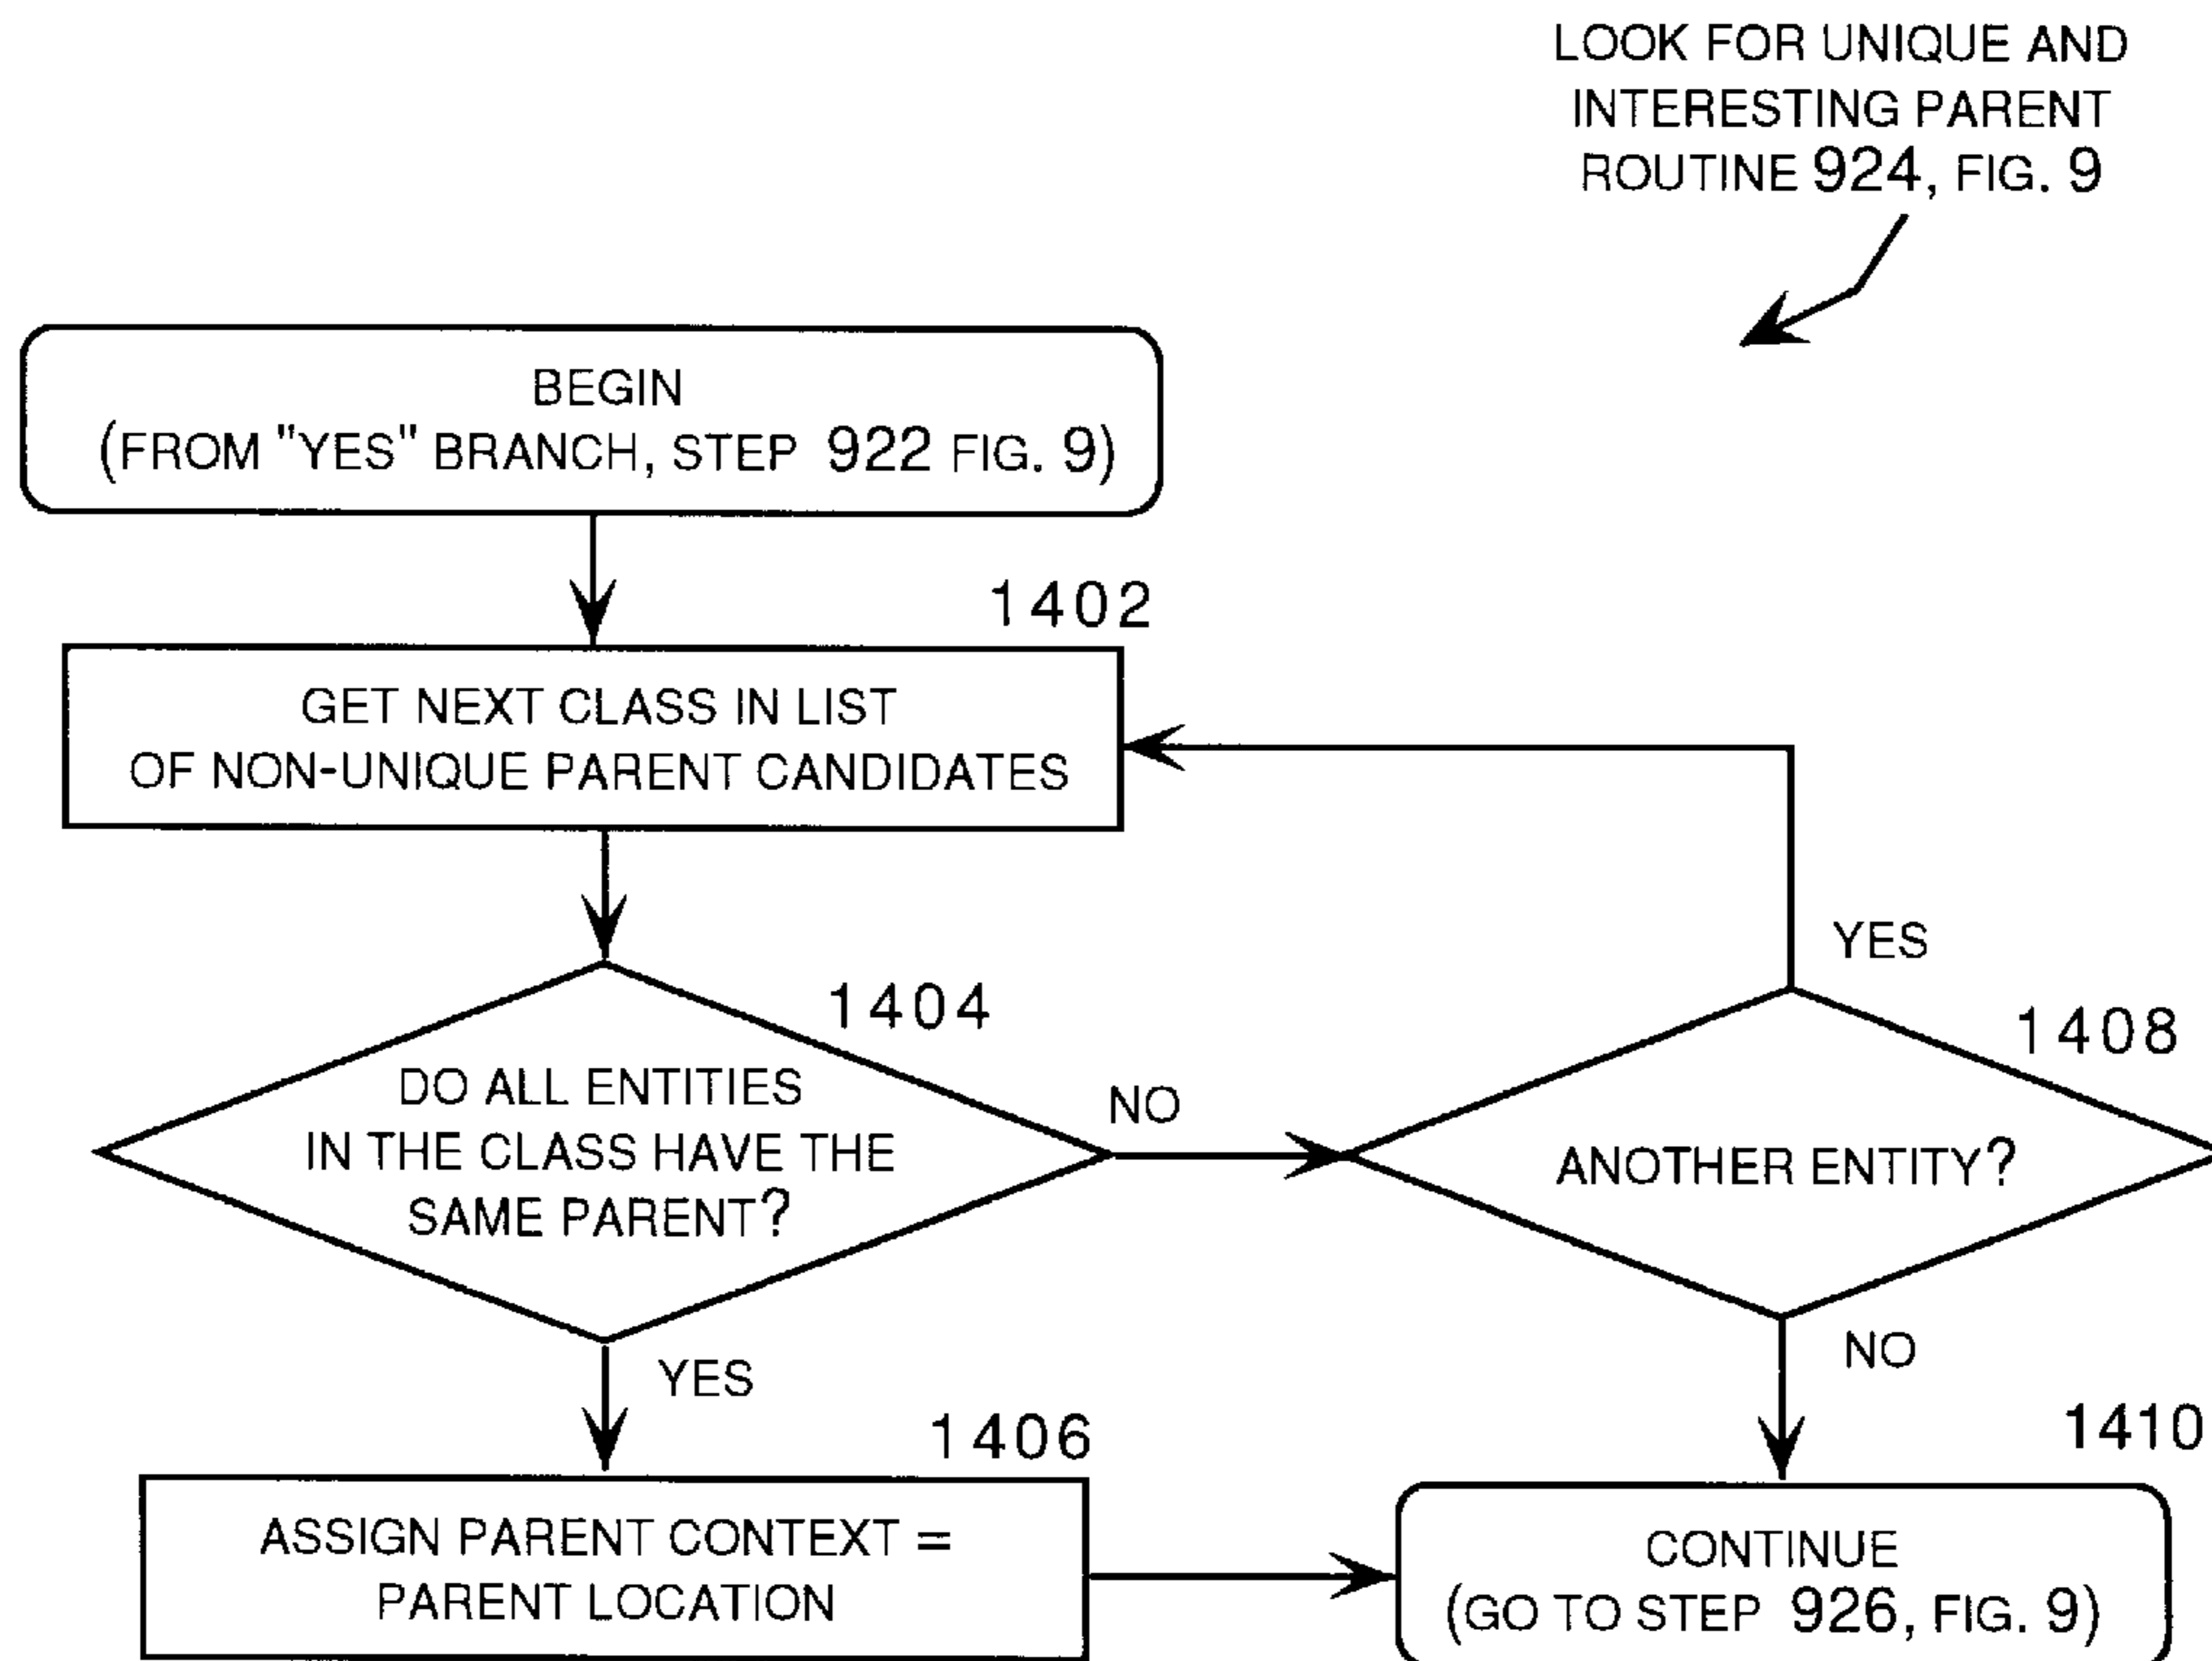 LOOK FOR UNIQUE AND
INTERESTING PARENT
ROUTINE 924, FIG. 9
BEGIN
(FROM "YES" BRANCH, STEP 922 FIG. 9)
1402
GET NEXT CLASS IN LIST
OF NON-UNIQUE PARENT CANDIDATES
YES
1404
1408
DO ALL ENTITIES
IN THE CLASS HAVE THE
SAME PARENT?
NO
ANOTHER ENTITY?
YES
NO
1406
1410
ASSIGN PARENT CONTEXT =
PARENT LOCATION
CONTINUE
(GO TO STEP 926, FIG. 9)